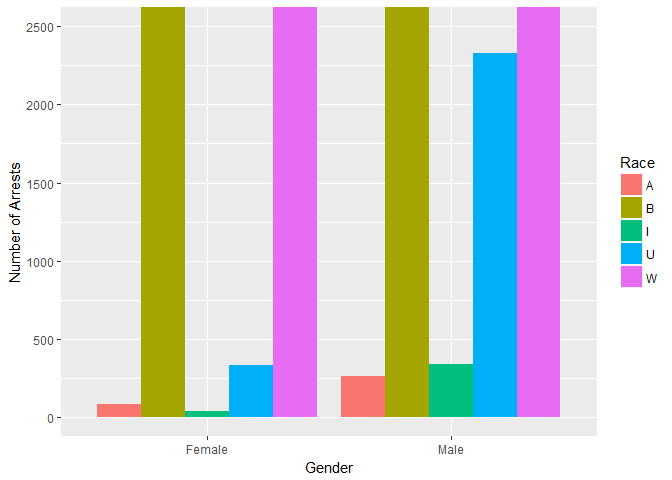 2500
2000
1500
1000
500
0
Number of Arrests
Female
Male
Gender
Race
A
B
I
U
W